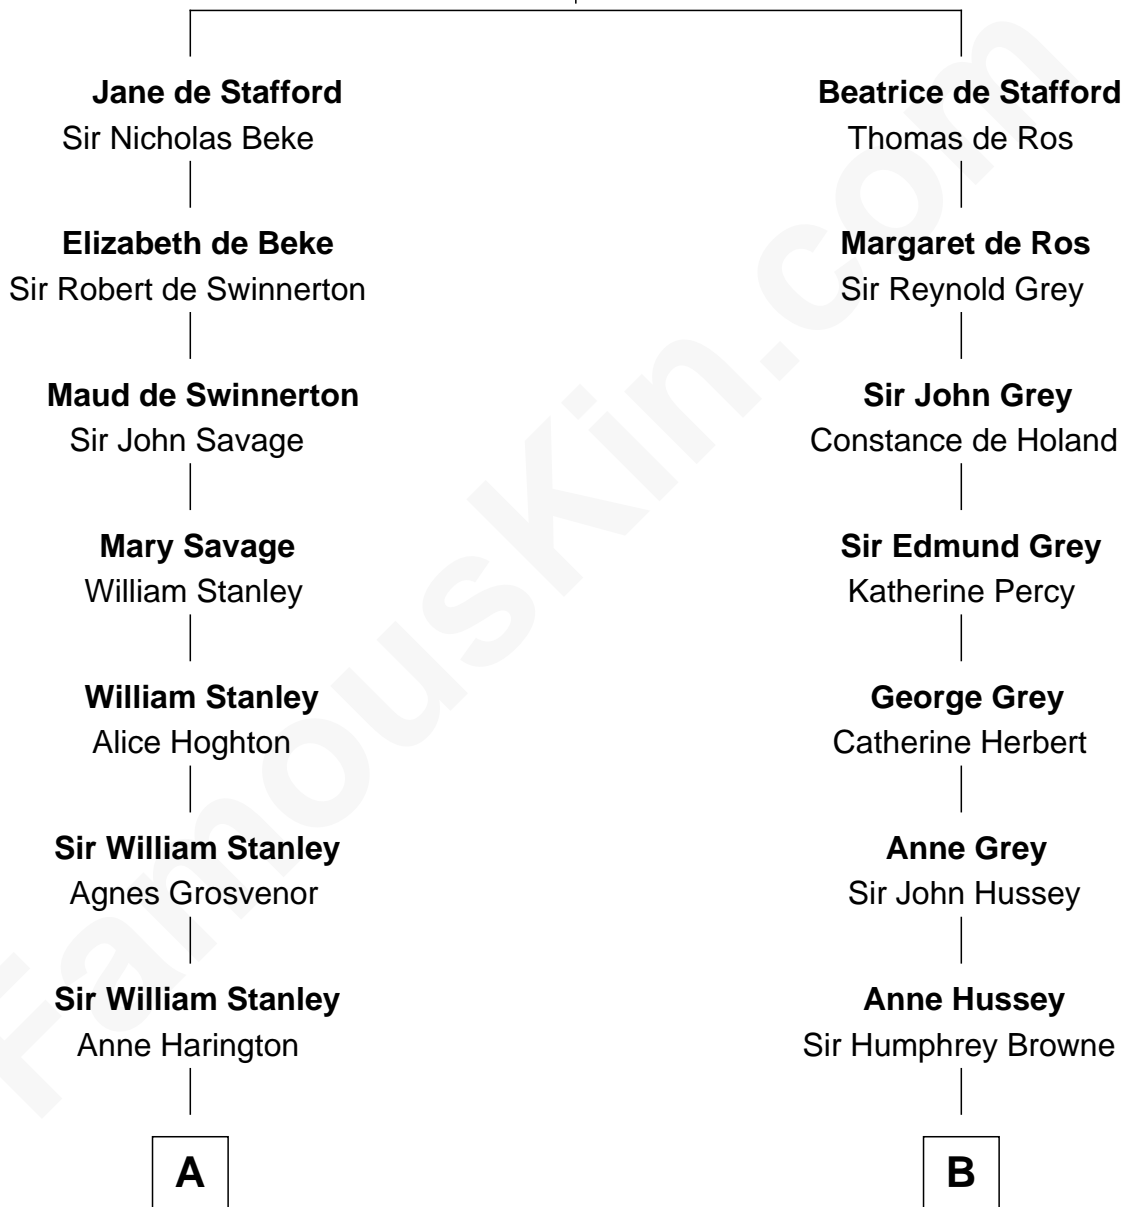 Jane de Stafford
Sir Nicholas Beke
Elizabeth de Beke
Sir Robert de Swinnerton
Maud de Swinnerton
Sir John Savage
Mary Savage
William Stanley
William Stanley
Alice Hoghton
Sir William Stanley
Agnes Grosvenor
Sir William Stanley
Anne Harington
A
Beatrice de Stafford
Thomas de Ros
Margaret de Ros
Sir Reynold Grey
Sir John Grey
Constance de Holand
Sir Edmund Grey
Katherine Percy
George Grey
Catherine Herbert
Anne Grey
Sir John Hussey
Anne Hussey
Sir Humphrey Browne
B
FamousKin.com